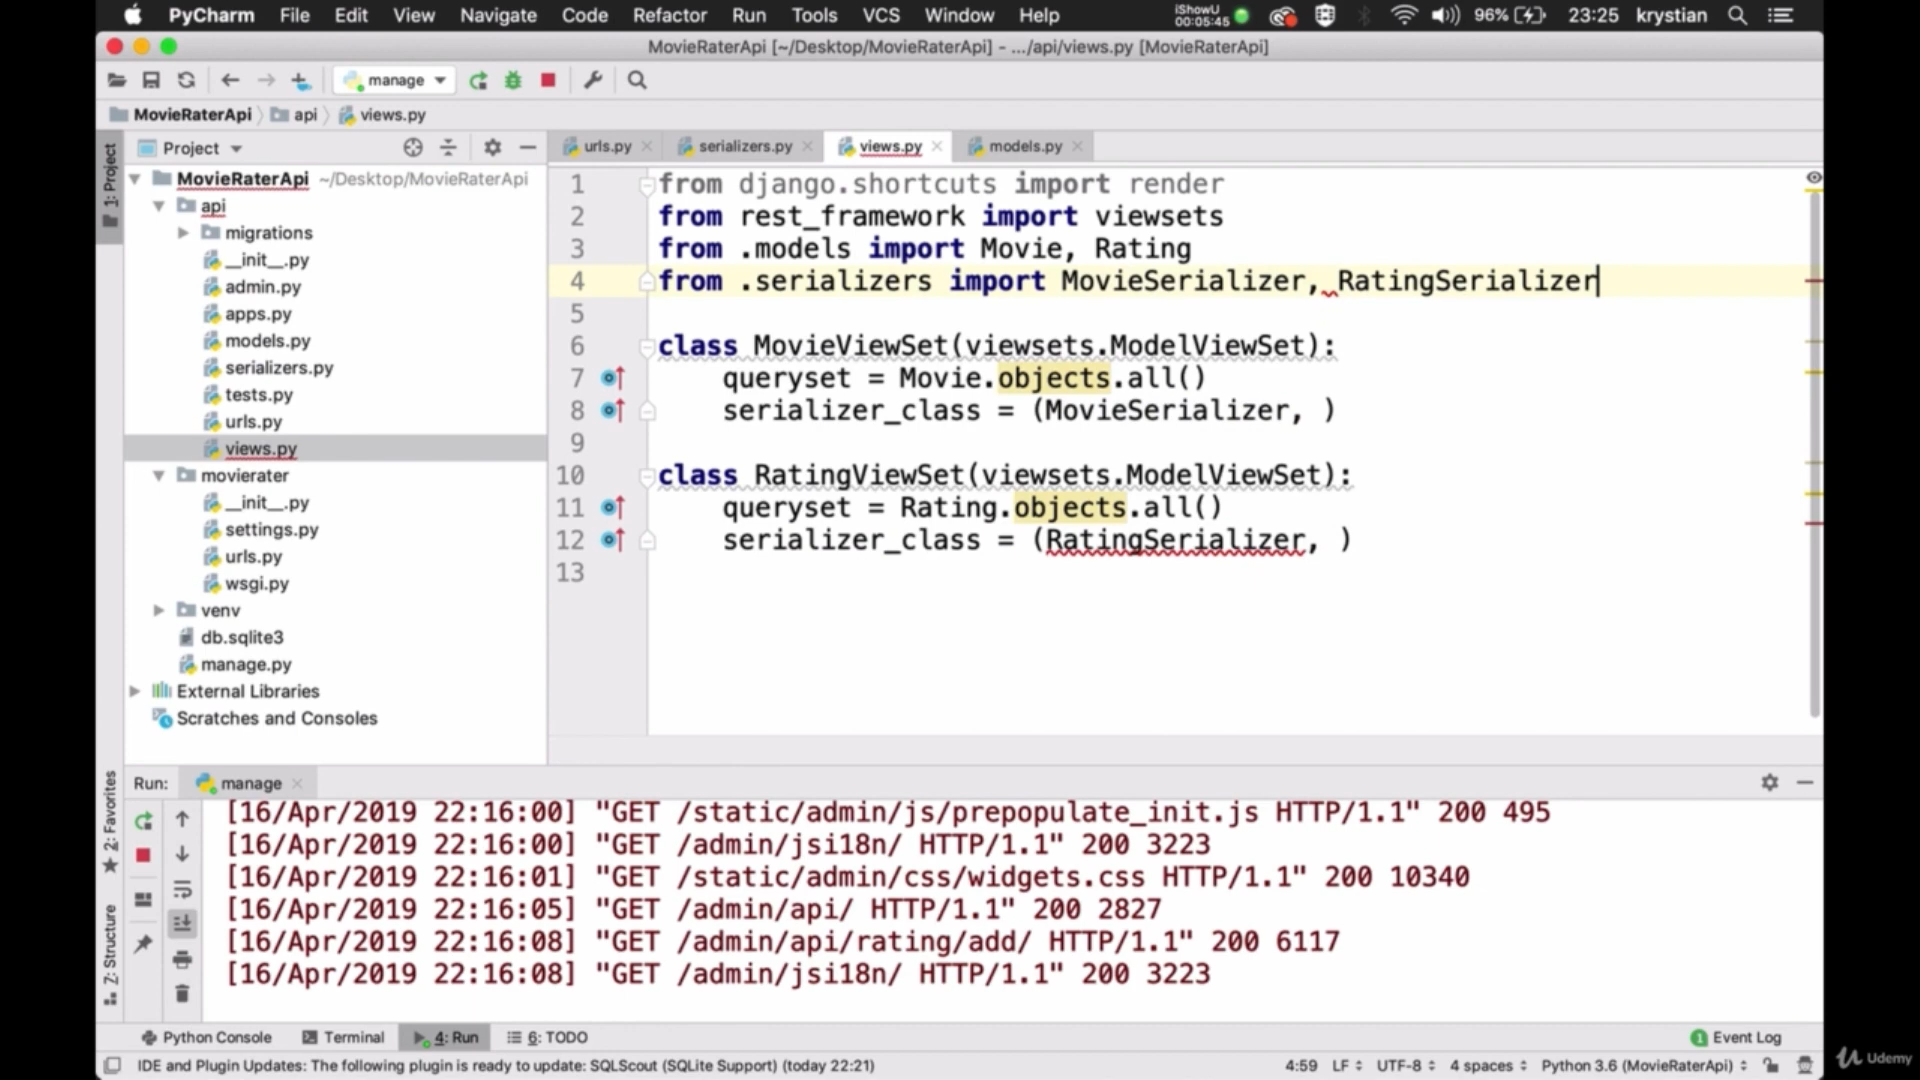 PyCharm File Edit View Navigate Code Refactor Run Tools VCS Window Help iShowU 00:05:45 96% 23:25 krystian
MovieRaterApi [~/Desktop/MovieRaterApi] - .../api/views.py [MovieRaterApi]
manage
MovieRaterApi api views.py
1: Project
Project
MovieRaterApi ~/Desktop/MovieRaterApi
api
migrations
__init__.py
admin.py
apps.py
models.py
serializers.py
tests.py
urls.py
views.py
movierater
__init__.py
settings.py
urls.py
wsgi.py
venv
db.sqlite3
manage.py
External Libraries
Scratches and Consoles
urls.py serializers.py views.py models.py
1 from django.shortcuts import render
2 from rest_framework import viewsets
3 from .models import Movie, Rating
4 from .serializers import MovieSerializer, RatingSerializer
5
6 class MovieViewSet(viewsets.ModelViewSet):
7 queryset = Movie.objects.all()
8 serializer_class = (MovieSerializer, )
9
10 class RatingViewSet(viewsets.ModelViewSet):
11 queryset = Rating.objects.all()
12 serializer_class = (RatingSerializer, )
13
2: Favorites
Z: Structure
Run: manage
[16/Apr/2019 22:16:00] "GET /static/admin/js/prepopulate_init.js HTTP/1.1" 200 495
[16/Apr/2019 22:16:00] "GET /admin/jsi18n/ HTTP/1.1" 200 3223
[16/Apr/2019 22:16:01] "GET /static/admin/css/widgets.css HTTP/1.1" 200 10340
[16/Apr/2019 22:16:05] "GET /admin/api/ HTTP/1.1" 200 2827
[16/Apr/2019 22:16:08] "GET /admin/api/rating/add/ HTTP/1.1" 200 6117
[16/Apr/2019 22:16:08] "GET /admin/jsi18n/ HTTP/1.1" 200 3223
Python Console Terminal 4: Run 6: TODO 1 Event Log
IDE and Plugin Updates: The following plugin is ready to update: SQLScout (SQLite Support) (today 22:21) 4:59 LF UTF-8 4 spaces Python 3.6 (MovieRaterApi)
Udemy